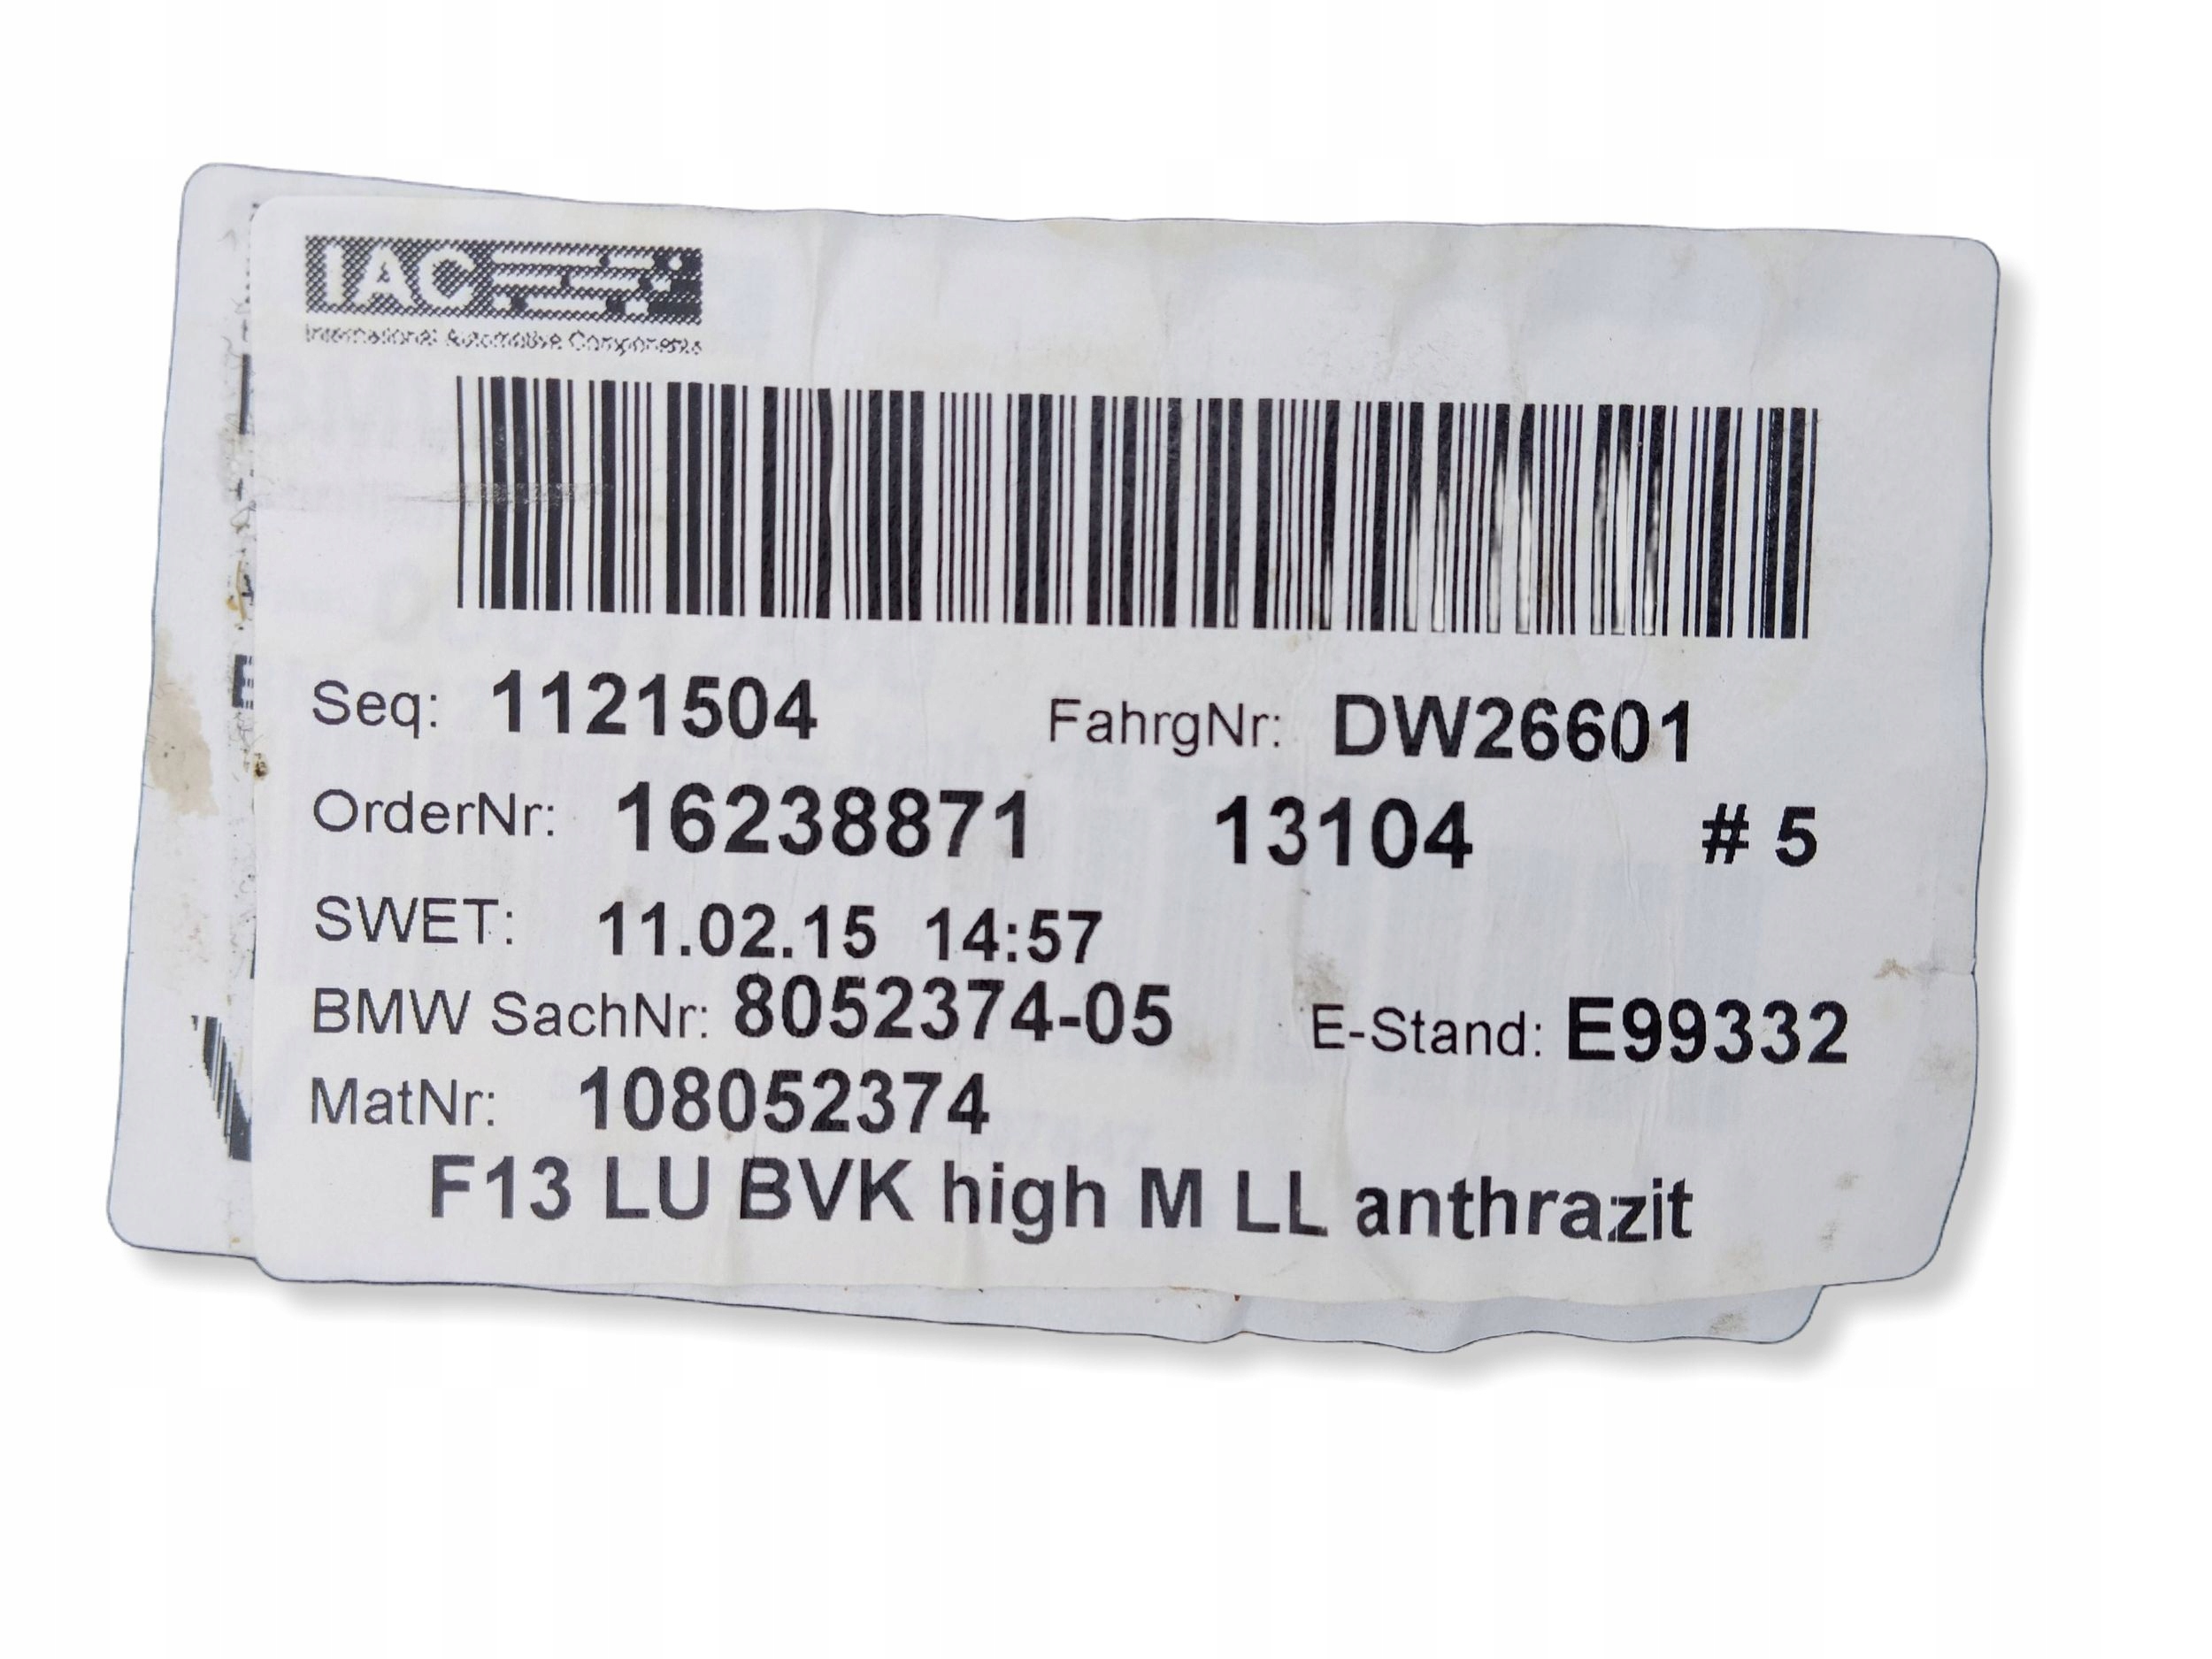 IAC
International Automotive Components
Seq: 1121504 FahrgNr: DW26601
OrderNr: 16238871 13104 # 5
SWET: 11.02.15 14:57
BMW SachNr: 8052374-05 E-Stand: E99332
MatNr: 108052374
F13 LU BVK high M LL anthrazit